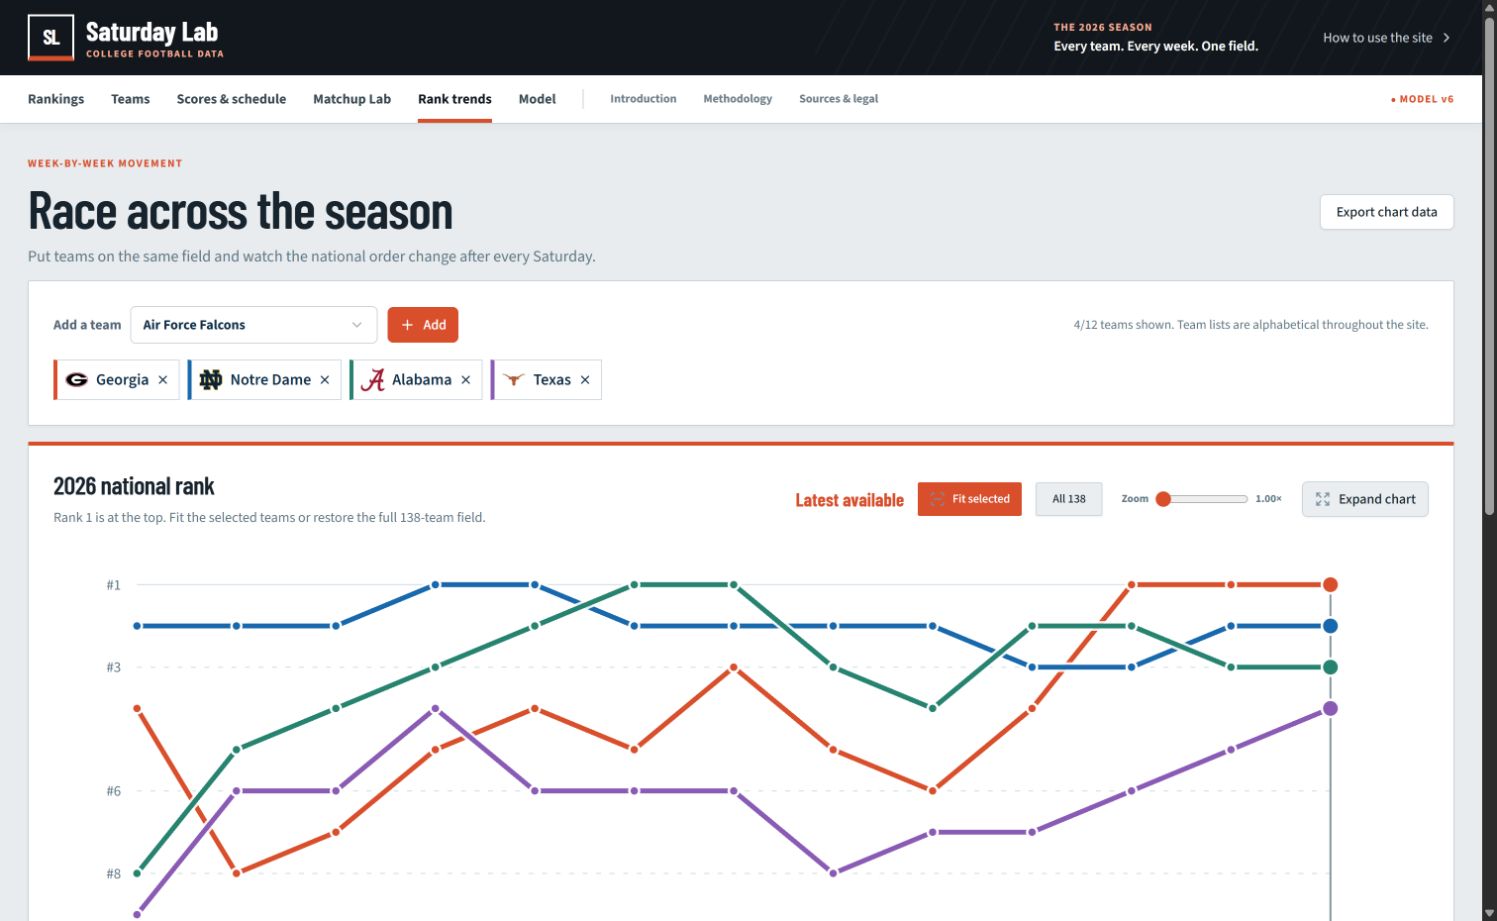 SL
Saturday Lab
COLLEGE FOOTBALL DATA
THE 2026 SEASON
Every team. Every week. One field.
How to use the site
Rankings
Teams
Scores & schedule
Matchup Lab
Rank trends
Model
Introduction
Methodology
Sources & legal
• MODEL v6
WEEK-BY-WEEK MOVEMENT
Race across the season
Put teams on the same field and watch the national order change after every Saturday.
Export chart data
Add a team
Air Force Falcons
+ Add
4/12 teams shown. Team lists are alphabetical throughout the site.
G Georgia ×
ND Notre Dame ×
A Alabama ×
Texas ×
2026 national rank
Rank 1 is at the top. Fit the selected teams or restore the full 138-team field.
Latest available
Fit selected
All 138
Zoom
1.00×
Expand chart
#1
#3
#6
#8